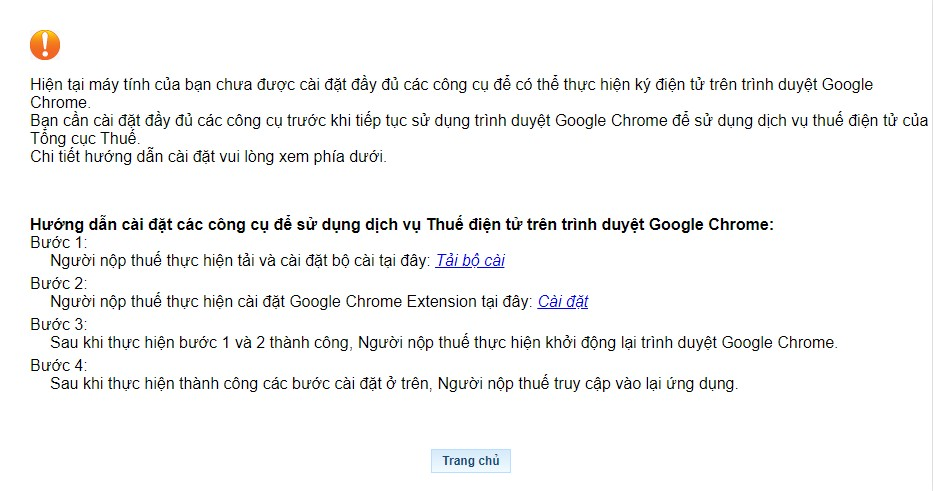 Hiện tại máy tính của bạn chưa được cài đặt đầy đủ các công cụ để có thể thực hiện ký điện tử trên trình duyệt Google
Chrome.
Bạn cần cài đặt đầy đủ các công cụ trước khi tiếp tục sử dụng trình duyệt Google Chrome để sử dụng dịch vụ thuế điện tử của
Tổng cục Thuế.
Chi tiết hướng dẫn cài đặt vui lòng xem phía dưới.
Hướng dẫn cài đặt các công cụ để sử dụng dịch vụ Thuế điện tử trên trình duyệt Google Chrome:
Bước 1:
Người nộp thuế thực hiện tải và cài đặt bộ cài tại đây: Tải bộ cài
Bước 2:
Người nộp thuế thực hiện cài đặt Google Chrome Extension tại đây: Cài đặt
Bước 3:
Sau khi thực hiện bước 1 và 2 thành công, Người nộp thuế thực hiện khởi động lại trình duyệt Google Chrome.
Bước 4:
Sau khi thực hiện thành công các bước cài đặt ở trên, Người nộp thuế truy cập vào lại ứng dụng.
Trang chủ